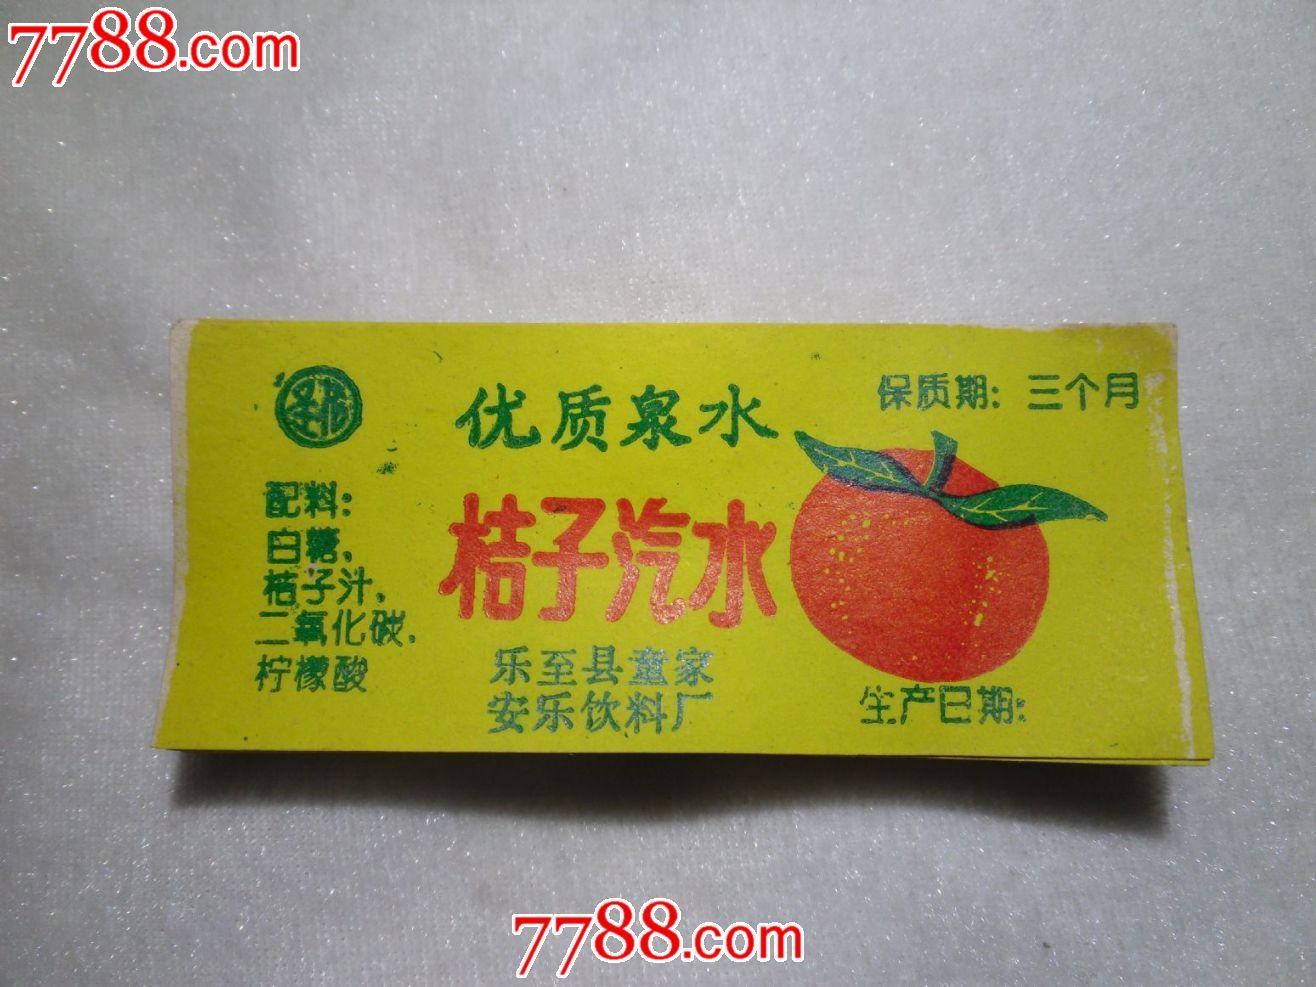 7788.com
优质泉水
保质期：三个月
配料：
白糖、
桔子汁、
二氧化碳、
柠檬酸
桔子汽水
乐至县童家
安乐饮料厂
生产日期：
7788.com